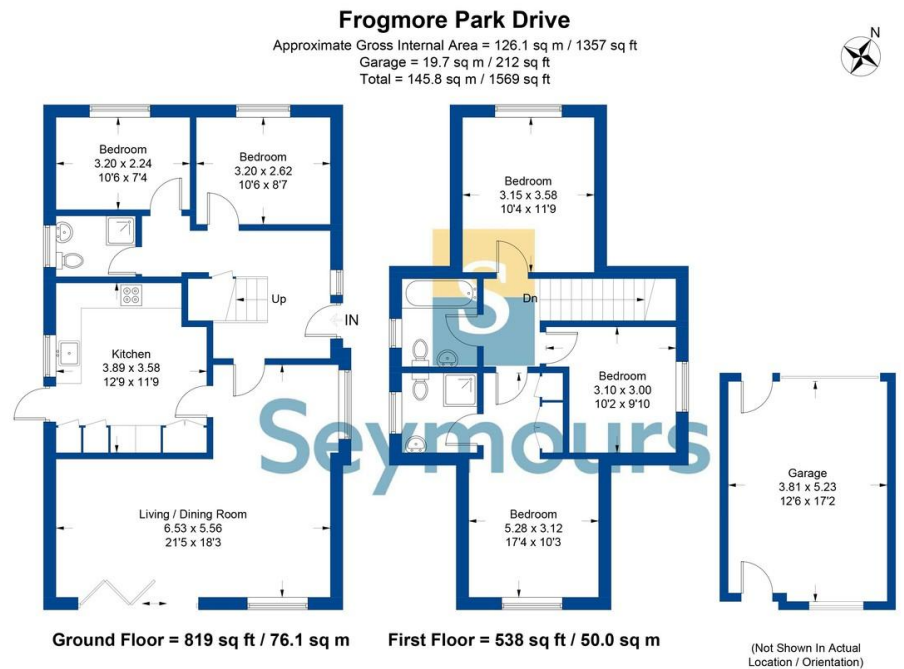 Frogmore Park Drive
Approximate Gross Internal Area = 126.1 sq m / 1357 sq ft
Garage = 19.7 sq m / 212 sq ft
Total = 145.8 sq m / 1569 sq ft
N
Bedroom
3.20 x 2.24
10'6 x 7'4
Bedroom
3.20 x 2.62
10'6 x 8'7
Up
IN
Kitchen
3.89 x 3.58
12'9 x 11'9
Living / Dining Room
6.53 x 5.56
21'5 x 18'3
Bedroom
3.15 x 3.58
10'4 x 11'9
S
Dn
Bedroom
3.10 x 3.00
10'2 x 9'10
Seymours
Bedroom
5.28 x 3.12
17'4 x 10'3
Garage
3.81 x 5.23
12'6 x 17'2
Ground Floor = 819 sq ft / 76.1 sq m
First Floor = 538 sq ft / 50.0 sq m
(Not Shown In Actual
Location / Orientation)